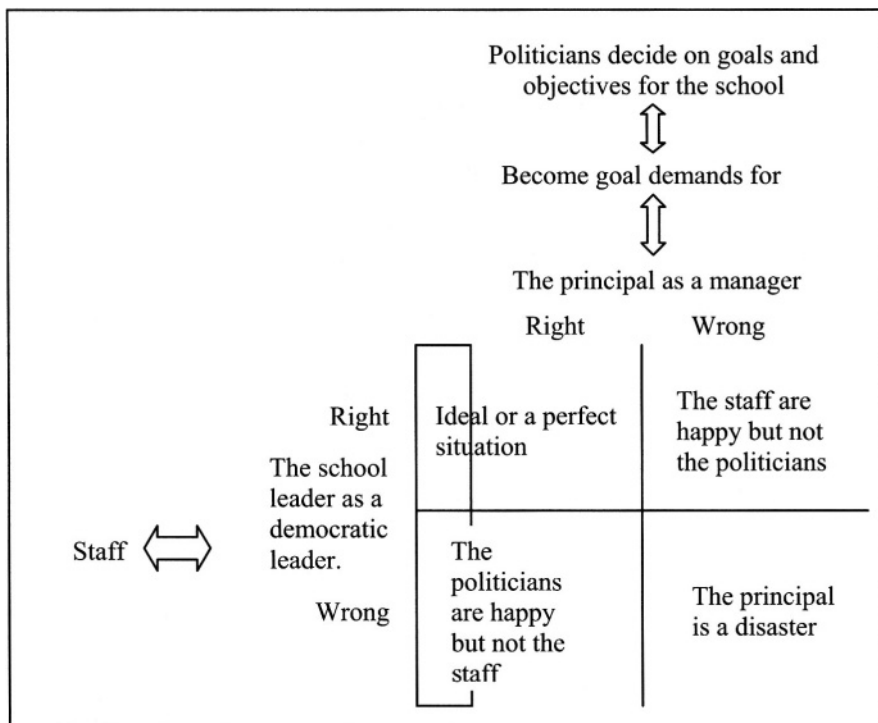 Politicians decide on goals and
objectives for the school
Become goal demands for
The principal as a manager
Right Wrong
Right
Ideal or a perfect
situation
The staff are
happy but not
the politicians
The school
leader as a
democratic
leader.
Staff
Wrong
The
politicians
are happy
but not the
staff
The principal
is a disaster